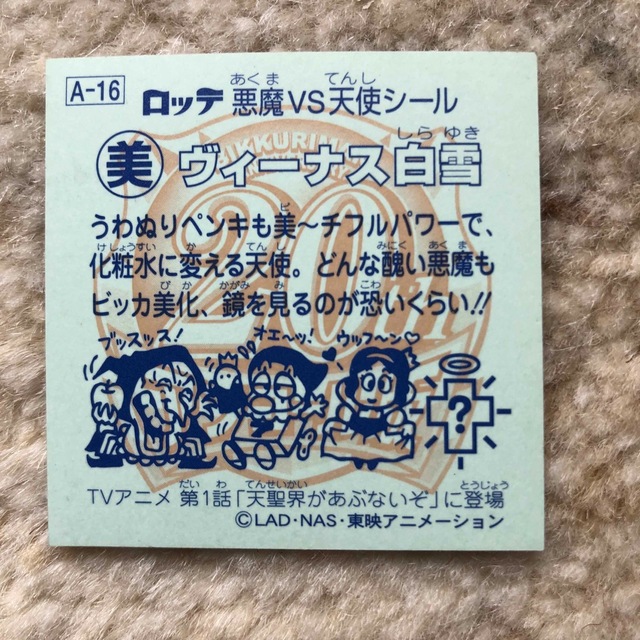 A-16 ロッテ 悪魔VS天使シール
あくま てんし
美 ヴィーナス白雪
しら ゆき
BIKKURIMAN
20th
うわぬりペンキも美〜チフルパワーで、
ビ
化粧水に変える天使。どんな醜い悪魔も
けしょうすい か てんし みにく あくま
ビッカ美化、鏡を見るのが恐いくらい!!
びか かがみ み こわ
ブッスッス! オエ〜ッ! ウッフ〜ン♡
?
TVアニメ 第1話「天聖界があぶないぞ」に登場
だい わ てんせいかい とうじょう
©LAD・NAS・東映アニメーション